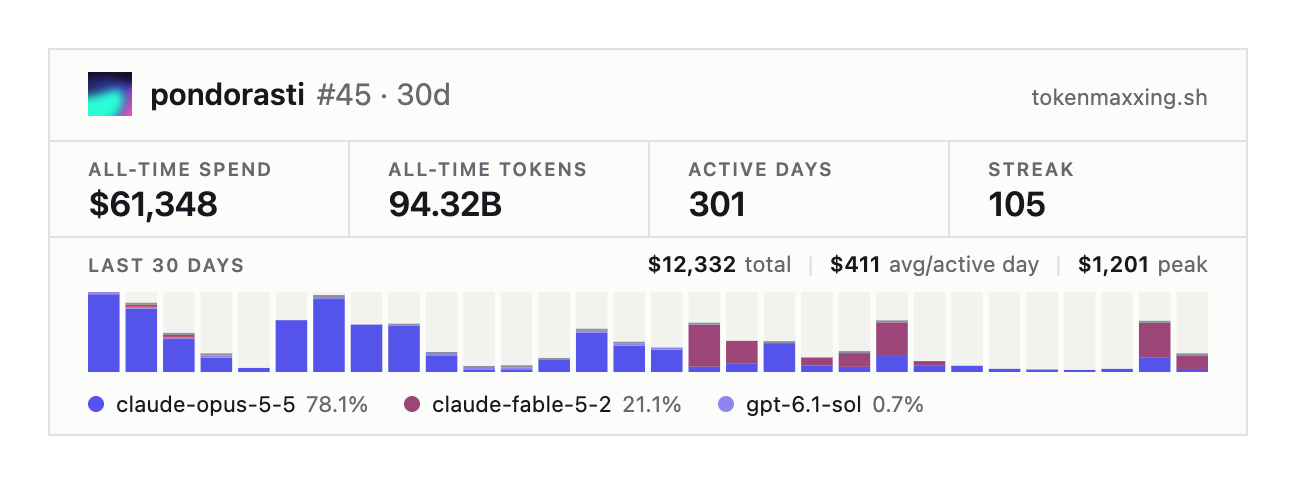 pondorasti #45 · 30d
tokenmaxxing.sh
ALL-TIME SPEND
$61,348
ALL-TIME TOKENS
94.32B
ACTIVE DAYS
301
STREAK
105
LAST 30 DAYS
$12,332 total | $411 avg/active day | $1,201 peak
claude-opus-5-5 78.1% claude-fable-5-2 21.1% gpt-6.1-sol 0.7%